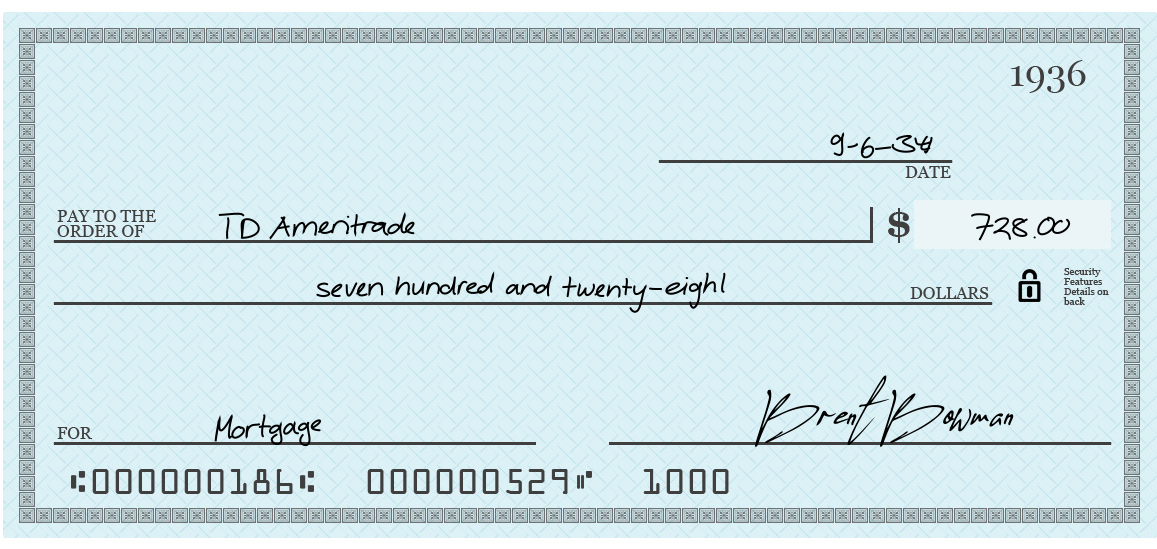 1936
9-6-34
DATE
PAY TO THE
ORDER OF TD Ameritrade $ 728.00
seven hundred and twenty-eight DOLLARS
Security
Features
Details on
back
FOR Mortgage Brent Bowman
⑆000000186⑆ 000000529⑈ 1000